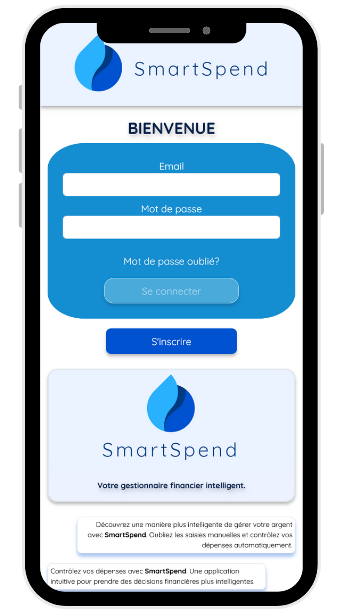 SmartSpend
BIENVENUE
Email
Mot de passe
Mot de passe oublié?
Se connecter
S'inscrire
SmartSpend
Votre gestionnaire financier intelligent.
Découvrez une manière plus intelligente de gérer votre argent
avec SmartSpend. Oubliez les saisies manuelles et contrôlez vos
dépenses automatiquement.
Contrôlez vos dépenses avec SmartSpend. Une application
intuitive pour prendre des décisions financières plus intelligentes